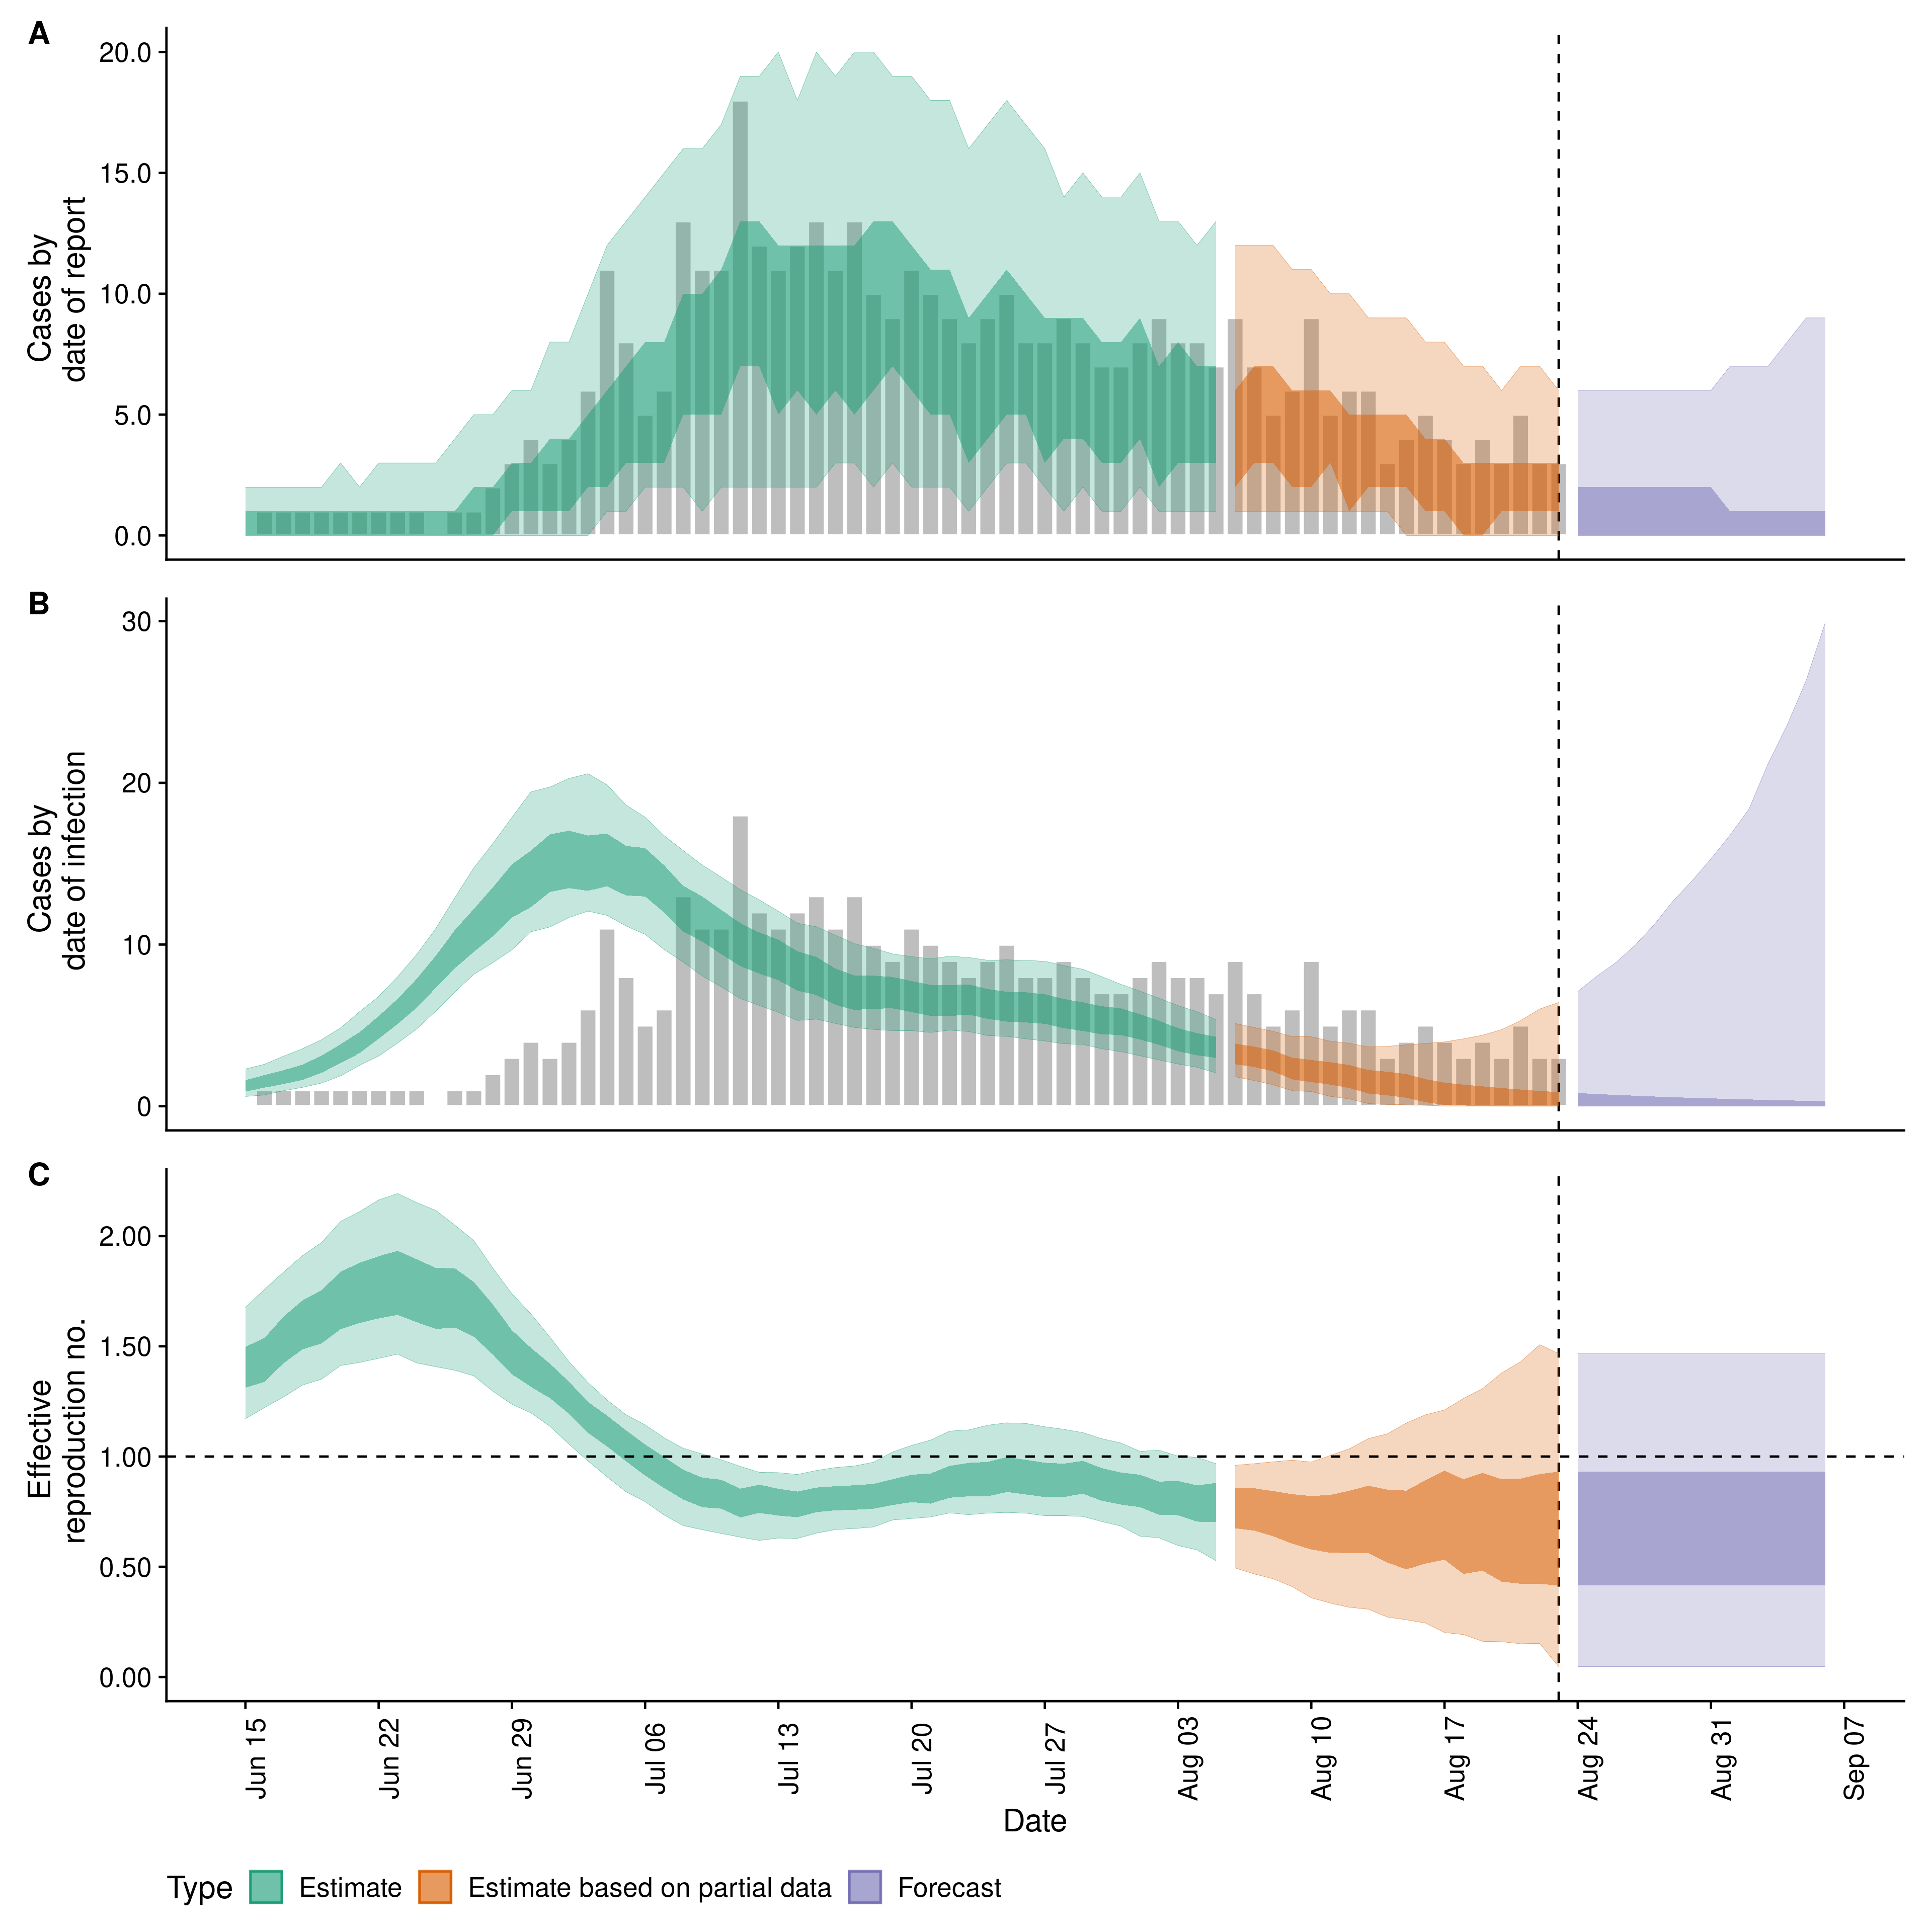 A
20.0
15.0
10.0
5.0
0.0
Cases by
date of report
B
30
20
10
0
Cases by
date of infection
C
2.00
1.50
1.00
0.50
0.00
Effective
reproduction no.
Jun 15 Jun 22 Jun 29 Jul 06 Jul 13 Jul 20 Jul 27 Aug 03 Aug 10 Aug 17 Aug 24 Aug 31 Sep 07
Date
Type Estimate Estimate based on partial data Forecast